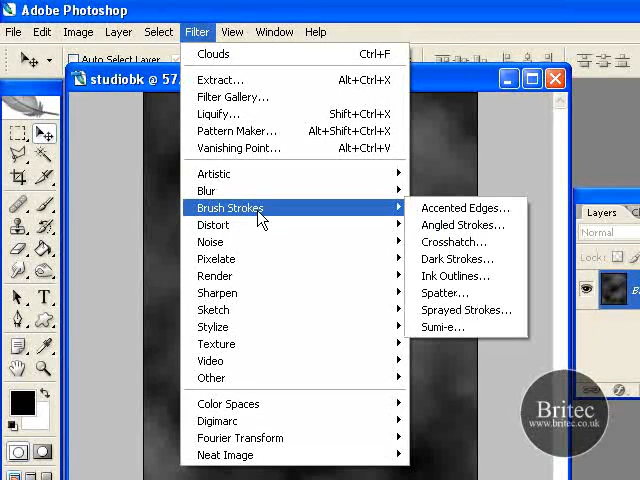 Adobe Photoshop
File Edit Image Layer Select Filter View Window Help
Auto Select Layer
studiobk @ 57.
Clouds Ctrl+F
Extract... Alt+Ctrl+X
Filter Gallery...
Liquify... Shift+Ctrl+X
Pattern Maker... Alt+Shift+Ctrl+X
Vanishing Point... Alt+Ctrl+V
Artistic
Blur
Brush Strokes
Distort
Noise
Pixelate
Render
Sharpen
Sketch
Stylize
Texture
Video
Other
Color Spaces
Digimarc
Fourier Transform
Neat Image
Accented Edges...
Angled Strokes...
Crosshatch...
Dark Strokes...
Ink Outlines...
Spatter...
Sprayed Strokes...
Sumi-e...
Layers
Normal
Lock:
Britec
www.britec.co.uk